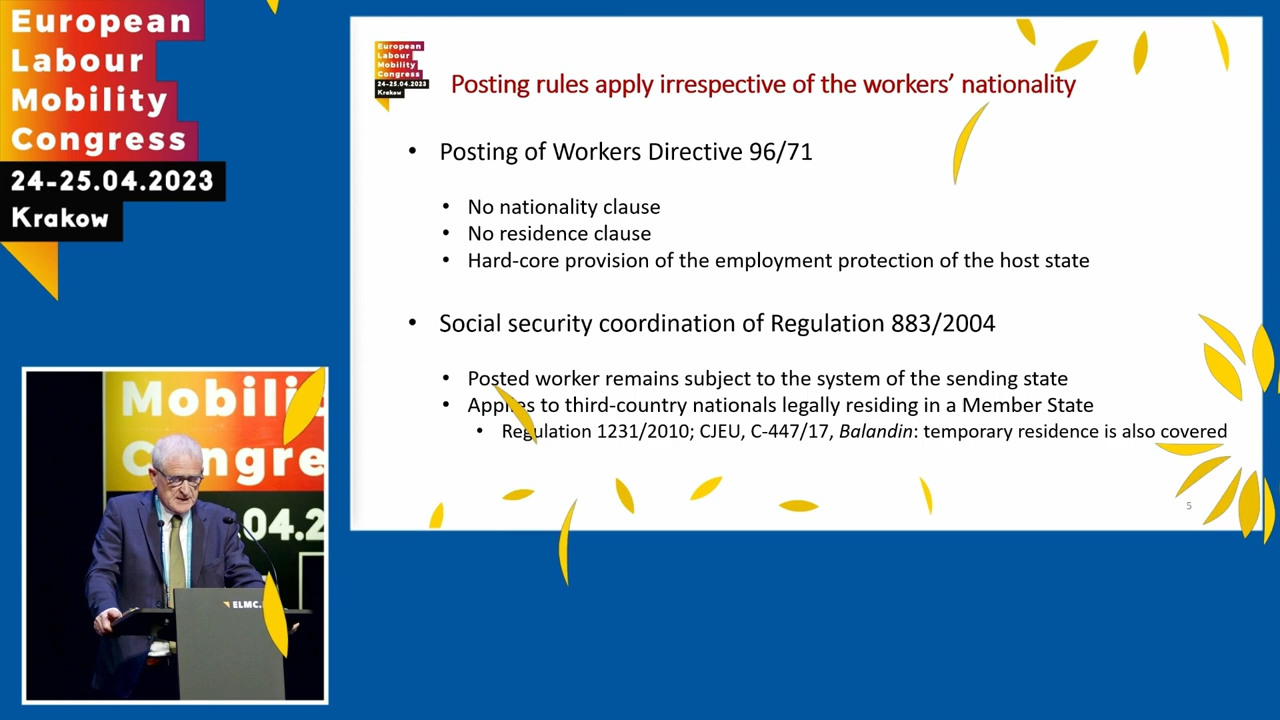 European
Labour
Mobility
Congress
24-25.04.2023
Krakow
European
Labour
Mobility
Congress
24-25.04.2023
Krakow
Posting rules apply irrespective of the workers’ nationality
• Posting of Workers Directive 96/71
• No nationality clause
• No residence clause
• Hard-core provision of the employment protection of the host state
• Social security coordination of Regulation 883/2004
• Posted worker remains subject to the system of the sending state
• Applies to third-country nationals legally residing in a Member State
• Regulation 1231/2010; CJEU, C-447/17, Balandin: temporary residence is also covered
5
Mobili
Congre
.04.2
ELMC.